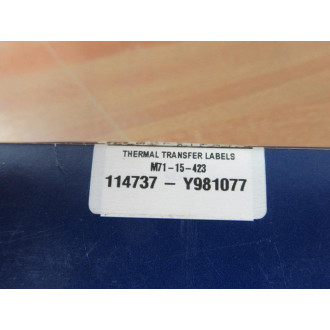 THERMAL TRANSFER LABELS
M71-15-423
114737 - Y981077